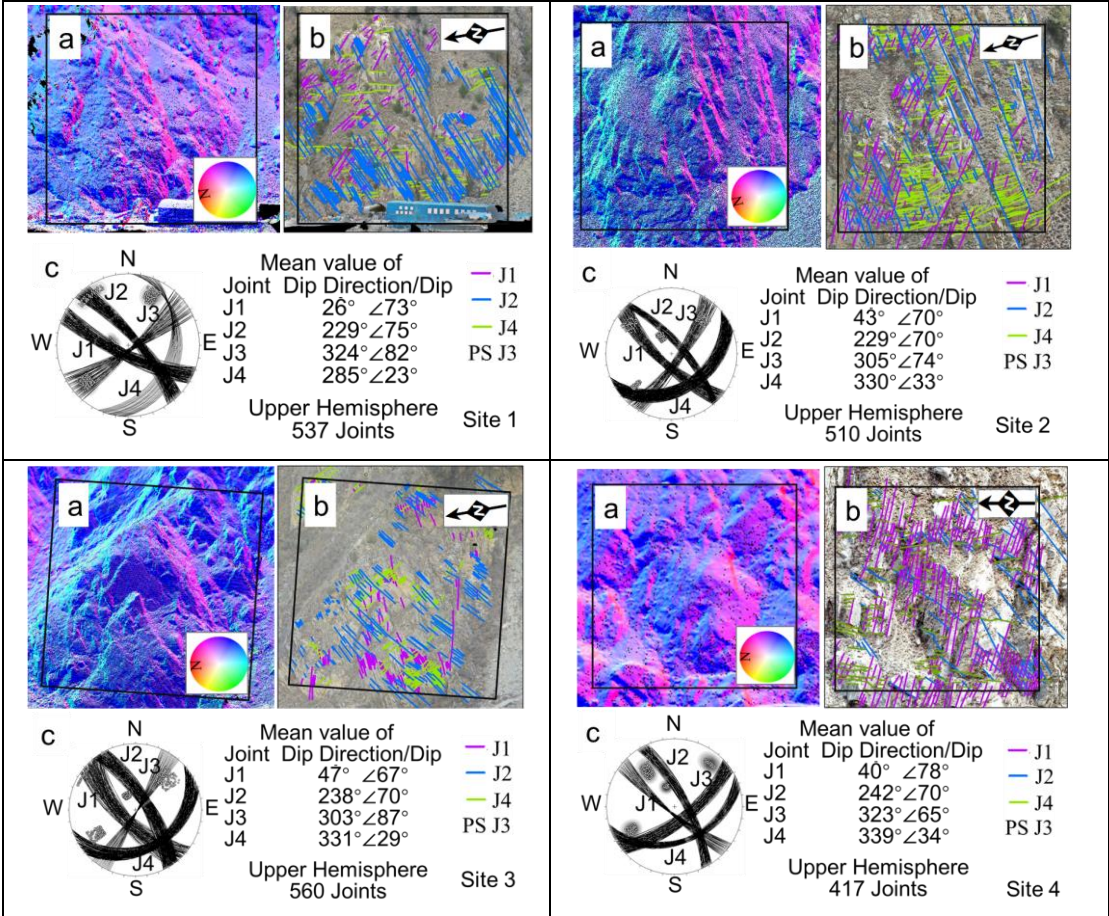 a
b
N
N
c
N
J2
J3
W
J1
E
J4
S
Mean value of
Joint Dip Direction/Dip
J1 26° ∠73°
J2 229°∠75°
J3 324°∠82°
J4 285°∠23°
Upper Hemisphere
537 Joints
J1
J2
J4
PS J3
Site 1
a
b
N
N
c
N
J2
J3
W
J1
E
J4
S
Mean value of
Joint Dip Direction/Dip
J1 43° ∠70°
J2 229°∠70°
J3 305°∠74°
J4 330°∠33°
Upper Hemisphere
510 Joints
J1
J2
J4
PS J3
Site 2
a
b
N
N
c
N
J2
J3
W
J1
E
J4
S
Mean value of
Joint Dip Direction/Dip
J1 47° ∠67°
J2 238°∠70°
J3 303°∠87°
J4 331°∠29°
Upper Hemisphere
560 Joints
J1
J2
J4
PS J3
Site 3
a
b
N
N
c
N
J2
J3
W
J1
E
J4
S
Mean value of
Joint Dip Direction/Dip
J1 40° ∠78°
J2 242°∠70°
J3 323°∠65°
J4 339°∠34°
Upper Hemisphere
417 Joints
J1
J2
J4
PS J3
Site 4